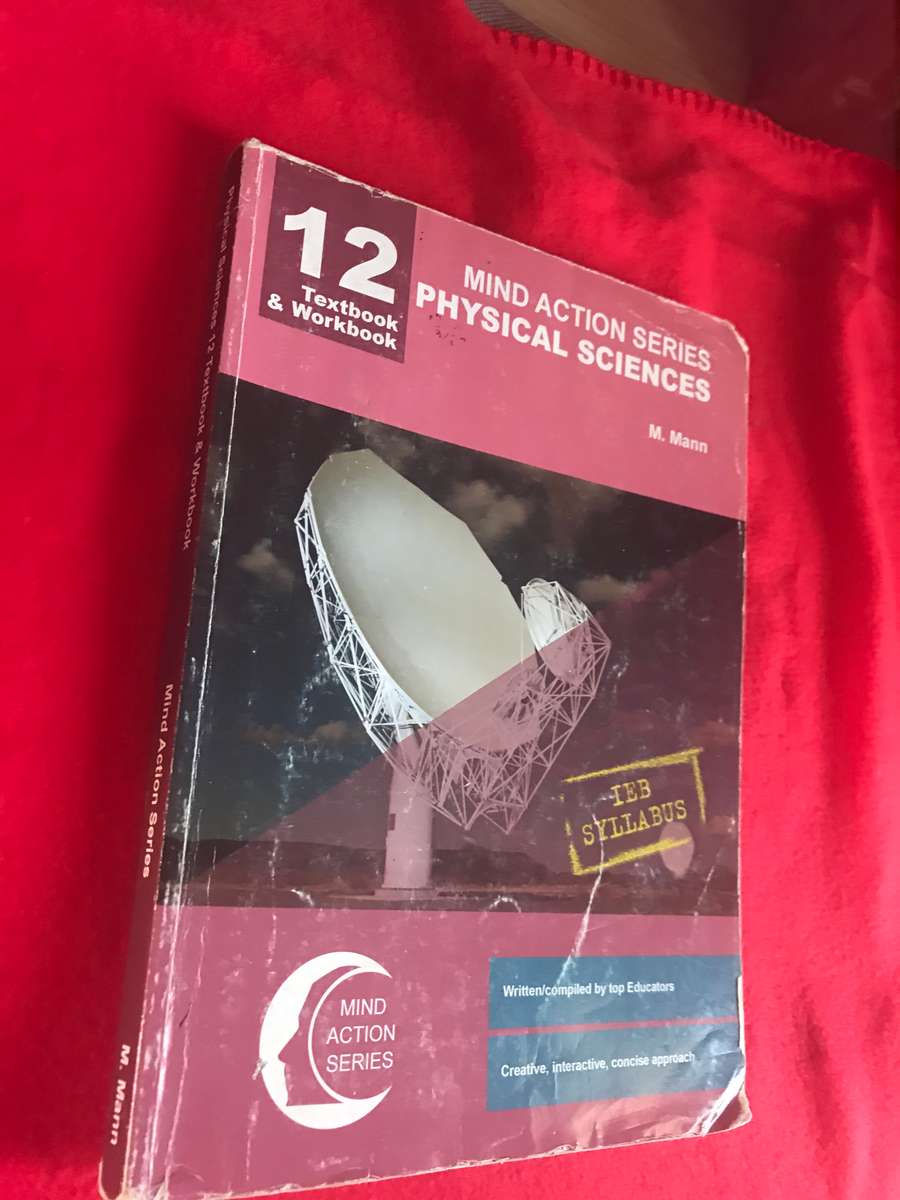 12
Textbook
& Workbook
MIND ACTION SERIES
PHYSICAL SCIENCES
M. Mann
IEB
SYLLABUS
MIND
ACTION
SERIES
Written/compiled by top Educators
Creative, interactive, concise approach
Physical Sciences 12 Textbook & Workbook
Mind Action Series
M. Mann